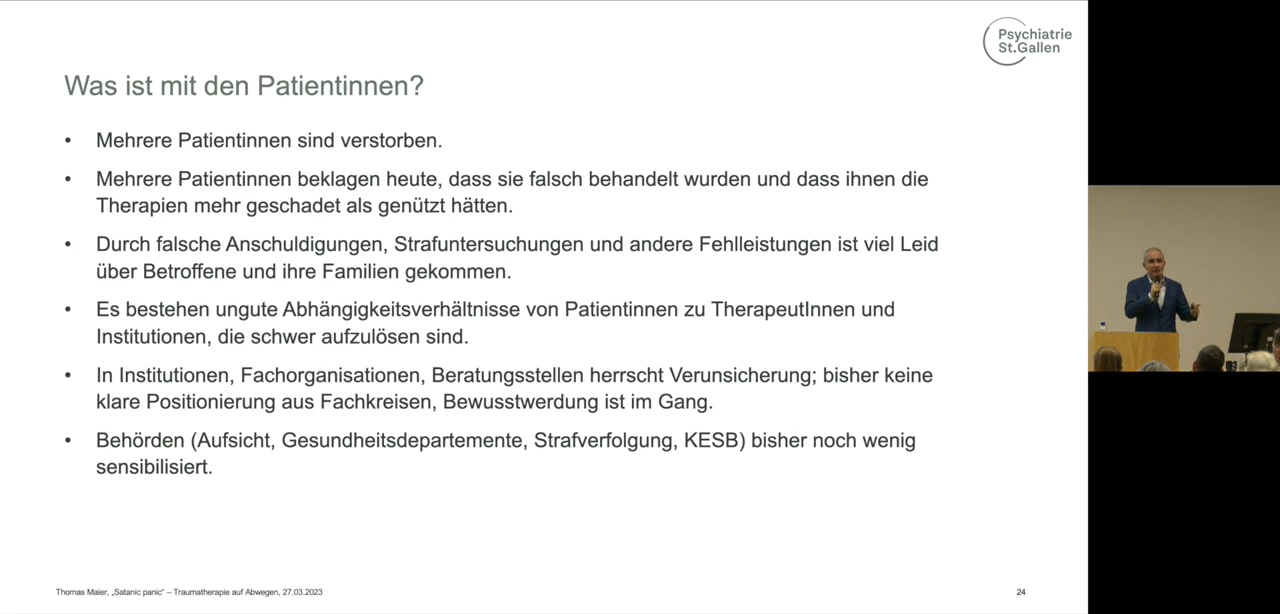 Psychiatrie
St.Gallen
Was ist mit den Patientinnen?
• Mehrere Patientinnen sind verstorben.
• Mehrere Patientinnen beklagen heute, dass sie falsch behandelt wurden und dass ihnen die
Therapien mehr geschadet als genützt hätten.
• Durch falsche Anschuldigungen, Strafuntersuchungen und andere Fehlleistungen ist viel Leid
über Betroffene und ihre Familien gekommen.
• Es bestehen ungute Abhängigkeitsverhältnisse von Patientinnen zu TherapeutInnen und
Institutionen, die schwer aufzulösen sind.
• In Institutionen, Fachorganisationen, Beratungsstellen herrscht Verunsicherung; bisher keine
klare Positionierung aus Fachkreisen, Bewusstwerdung ist im Gang.
• Behörden (Aufsicht, Gesundheitsdepartemente, Strafverfolgung, KESB) bisher noch wenig
sensibilisiert.
Thomas Maier, „Satanic panic“ – Traumatherapie auf Abwegen, 27.03.2023
24